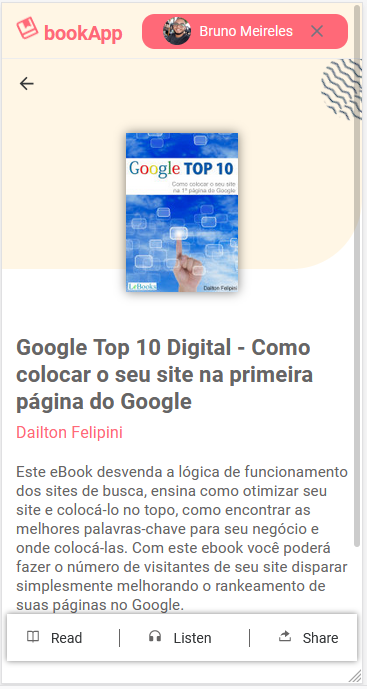 bookApp
Bruno Meireles
Google TOP 10
Como colocar o seu site
na 1ª página do Google
LeBooks
Dailton Felipini
Google Top 10 Digital - Como
colocar o seu site na primeira
página do Google
Dailton Felipini
Este eBook desvenda a lógica de funcionamento
dos sites de busca, ensina como otimizar seu
site e colocá-lo no topo, como encontrar as
melhores palavras-chave para seu negócio e
onde colocá-las. Com este ebook você poderá
fazer o número de visitantes de seu site disparar
simplesmente melhorando o rankeamento de
suas páginas no Google.
Read
Listen
Share